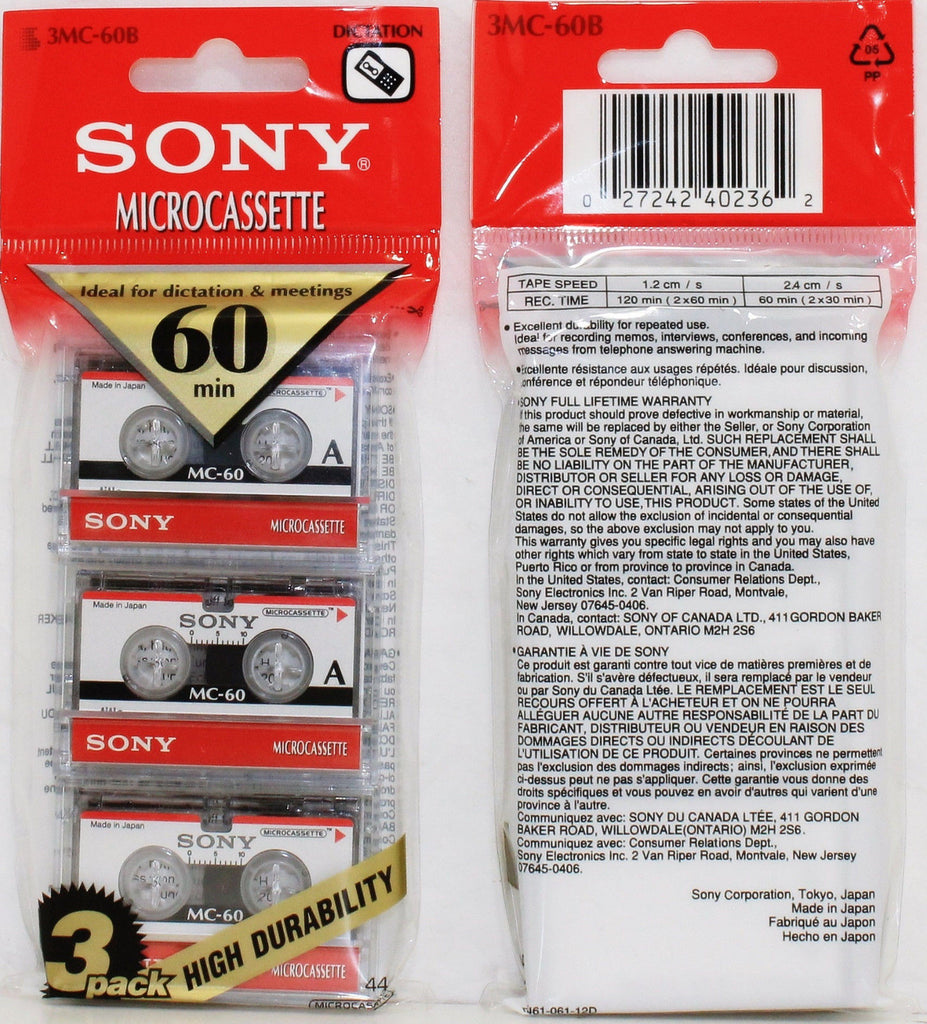 3MC-60B
DICTATION
SONY®
MICROCASSETTE
Ideal for dictation & meetings
60
min
Made in Japan
MICROCASSETTE™
A
MC-60
SONY
MICROCASSETTE
Made in Japan
MICROCASSETTE™
SONY
0 5 10
A
MC-60
SONY
MICROCASSETTE
Made in Japan
MICROCASSETTE™
SONY
0 5 10
MC-60
3 pack
HIGH DURABILITY
MICROCASSETTE
44
3MC-60B
05
PP
0 27242 40236 2
TAPE SPEED 1.2 cm / s 2.4 cm / s
REC. TIME 120 min ( 2x60 min ) 60 min ( 2x30 min )
• Excellent durability for repeated use.
Ideal for recording memos, interviews, conferences, and incoming
messages from telephone answering machine.
•Excellente résistance aux usages répétés. Idéale pour discussion,
conférence et répondeur téléphonique.
•SONY FULL LIFETIME WARRANTY
If this product should prove defective in workmanship or material,
the same will be replaced by either the Seller, or Sony Corporation
of America or Sony of Canada, Ltd. SUCH REPLACEMENT SHALL
BE THE SOLE REMEDY OF THE CONSUMER, AND THERE SHALL
BE NO LIABILITY ON THE PART OF THE MANUFACTURER,
DISTRIBUTOR OR SELLER FOR ANY LOSS OR DAMAGE,
DIRECT OR CONSEQUENTIAL, ARISING OUT OF THE USE OF,
OR INABILITY TO USE, THIS PRODUCT. Some states of the United
States do not allow the exclusion of incidental or consequential
damages, so the above exclusion may not apply to you.
This warranty gives you specific legal rights and you may also have
other rights which vary from state to state in the United States,
Puerto Rico or from province to province in Canada.
In the United States, contact: Consumer Relations Dept.,
Sony Electronics Inc. 2 Van Riper Road, Montvale,
New Jersey 07645-0406.
In Canada, contact: SONY OF CANADA LTD., 411 GORDON BAKER
ROAD, WILLOWDALE, ONTARIO M2H 2S6
•GARANTIE À VIE DE SONY
Ce produit est garanti contre tout vice de matières premières et de
fabrication. S'il s'avère défectueux, il sera remplacé par le vendeur
ou par Sony du Canada Ltée. LE REMPLACEMENT EST LE SEUL
RECOURS OFFERT À L'ACHETEUR ET ON NE POURRA
ALLÉGUER AUCUNE AUTRE RESPONSABILITÉ DE LA PART DU
FABRICANT, DISTRIBUTEUR OU VENDEUR EN RAISON DES
DOMMAGES DIRECTS OU INDIRECTS DÉCOULANT DE
L'UTILISATION DE CE PRODUIT. Certaines provinces ne permettent
pas l'exclusion des dommages indirects; ainsi, l'exclusion exprimée
ci-dessus peut ne pas s'appliquer. Cette garantie vous donne des
droits spécifiques et vous pouvez en avoir d'autres qui varient d'une
province à l'autre.
Communiquez avec: SONY DU CANADA LTÉE, 411 GORDON
BAKER ROAD, WILLOWDALE(ONTARIO) M2H 2S6.
Communiquez avec: Consumer Relations Dept.,
Sony Electronics Inc. 2 Van Riper Road, Montvale, New Jersey
07645-0406.
Sony Corporation, Tokyo, Japan
Made in Japan
Fabriqué au Japon
Hecho en Japon